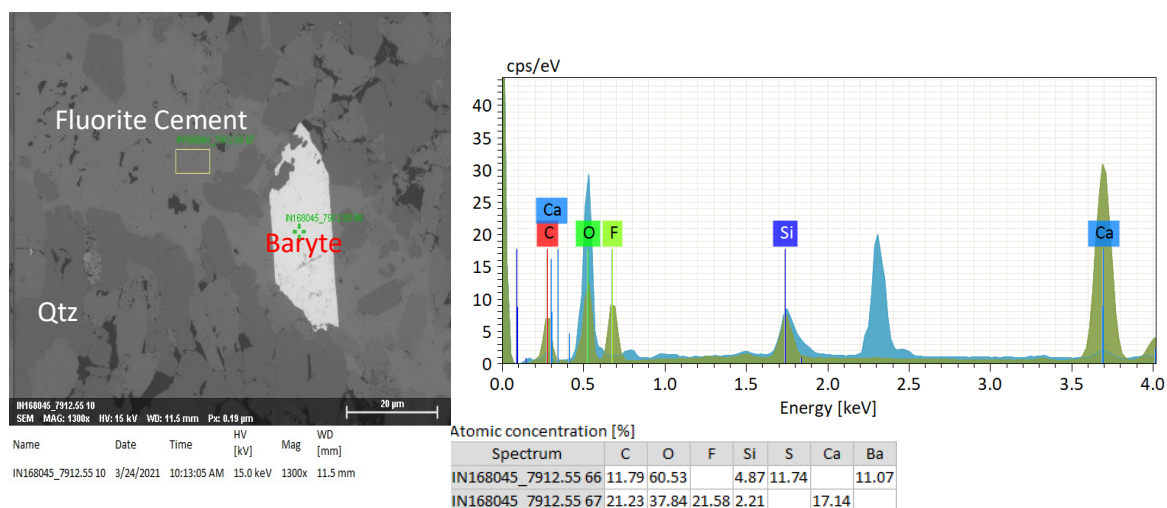 Fluorite Cement
IN168045_791
Baryte
Qtz
IN168045_7912.55 10
SEM MAG: 1300x HV: 15 kV WD: 11.5 mm Px: 0.19 µm
20 µm
Name Date Time HV [kV] Mag WD [mm]
IN168045_7912.55 10 3/24/2021 10:13:05 AM 15.0 keV 1300x 11.5 mm
cps/eV
40
35
30
25
20
15
10
5
0
Ca
C O F Si Ca
0.0 0.5 1.0 1.5 2.0 2.5 3.0 3.5 4.0
Energy [keV]
Atomic concentration [%]
Spectrum C O F Si S Ca Ba
IN168045_7912.55 66 11.79 60.53 4.87 11.74 11.07
IN168045_7912.55 67 21.23 37.84 21.58 2.21 17.14